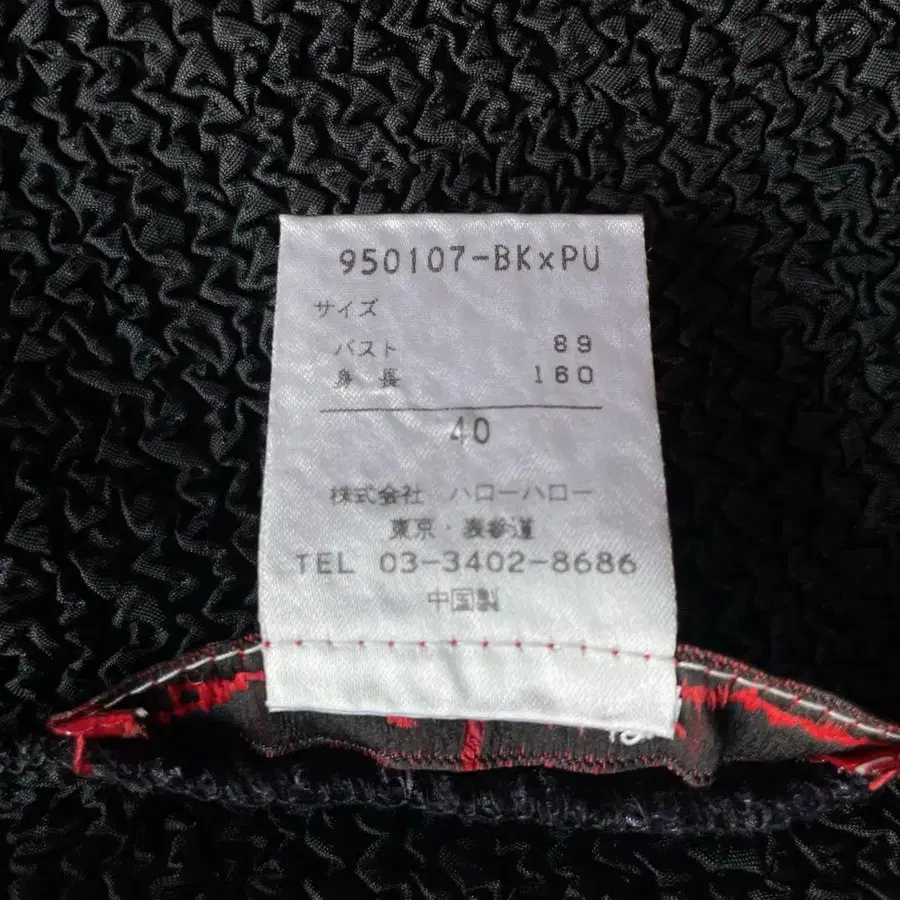 950107-BKxPU
サイズ
バスト 89
身長 160
40
株式会社 ハローハロー
東京・表参道
TEL 03-3402-8686
中国製